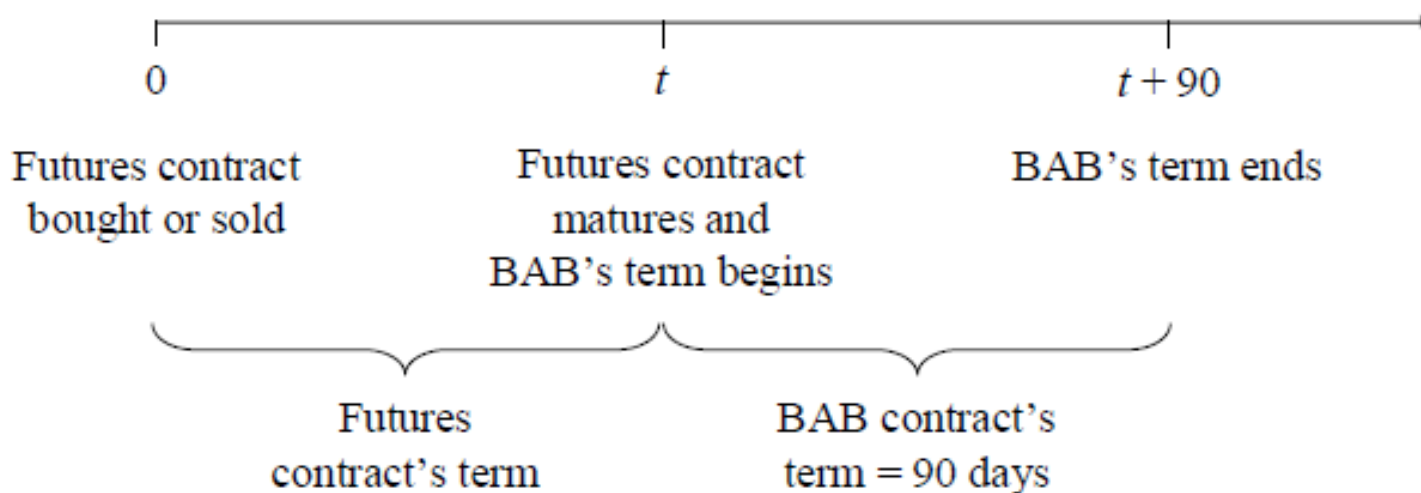 0
t
t + 90
Futures contract
bought or sold
Futures contract
matures and
BAB's term begins
BAB's term ends
Futures
contract's term
BAB contract's
term = 90 days